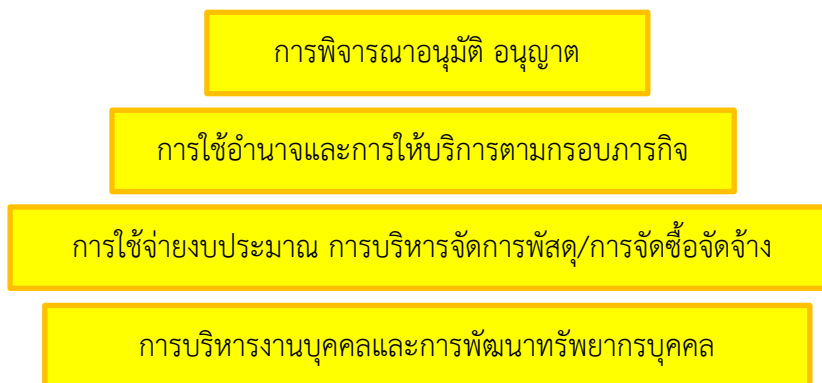 การพิจารณาอนุมัติ อนุญาต
การใช้อำนาจและการให้บริการตามกรอบภารกิจ
การใช้จ่ายงบประมาณ การบริหารจัดการพัสดุ/การจัดซื้อจัดจ้าง
การบริหารงานบุคคลและการพัฒนาทรัพยากรบุคคล